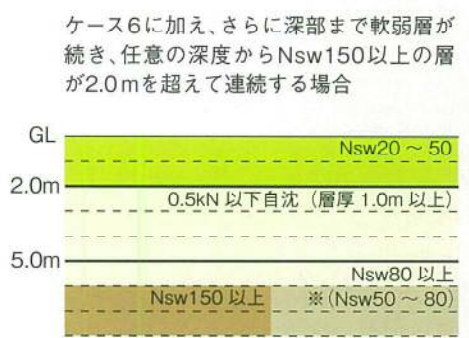 ケース6に加え、さらに深部まで軟弱層が
続き、任意の深度からNsw150以上の層
が2.0mを超えて連続する場合
GL
Nsw20～50
2.0m
0.5kN 以下自沈（層厚 1.0m 以上）
5.0m
Nsw80 以上
Nsw150 以上 ※(Nsw50～80)